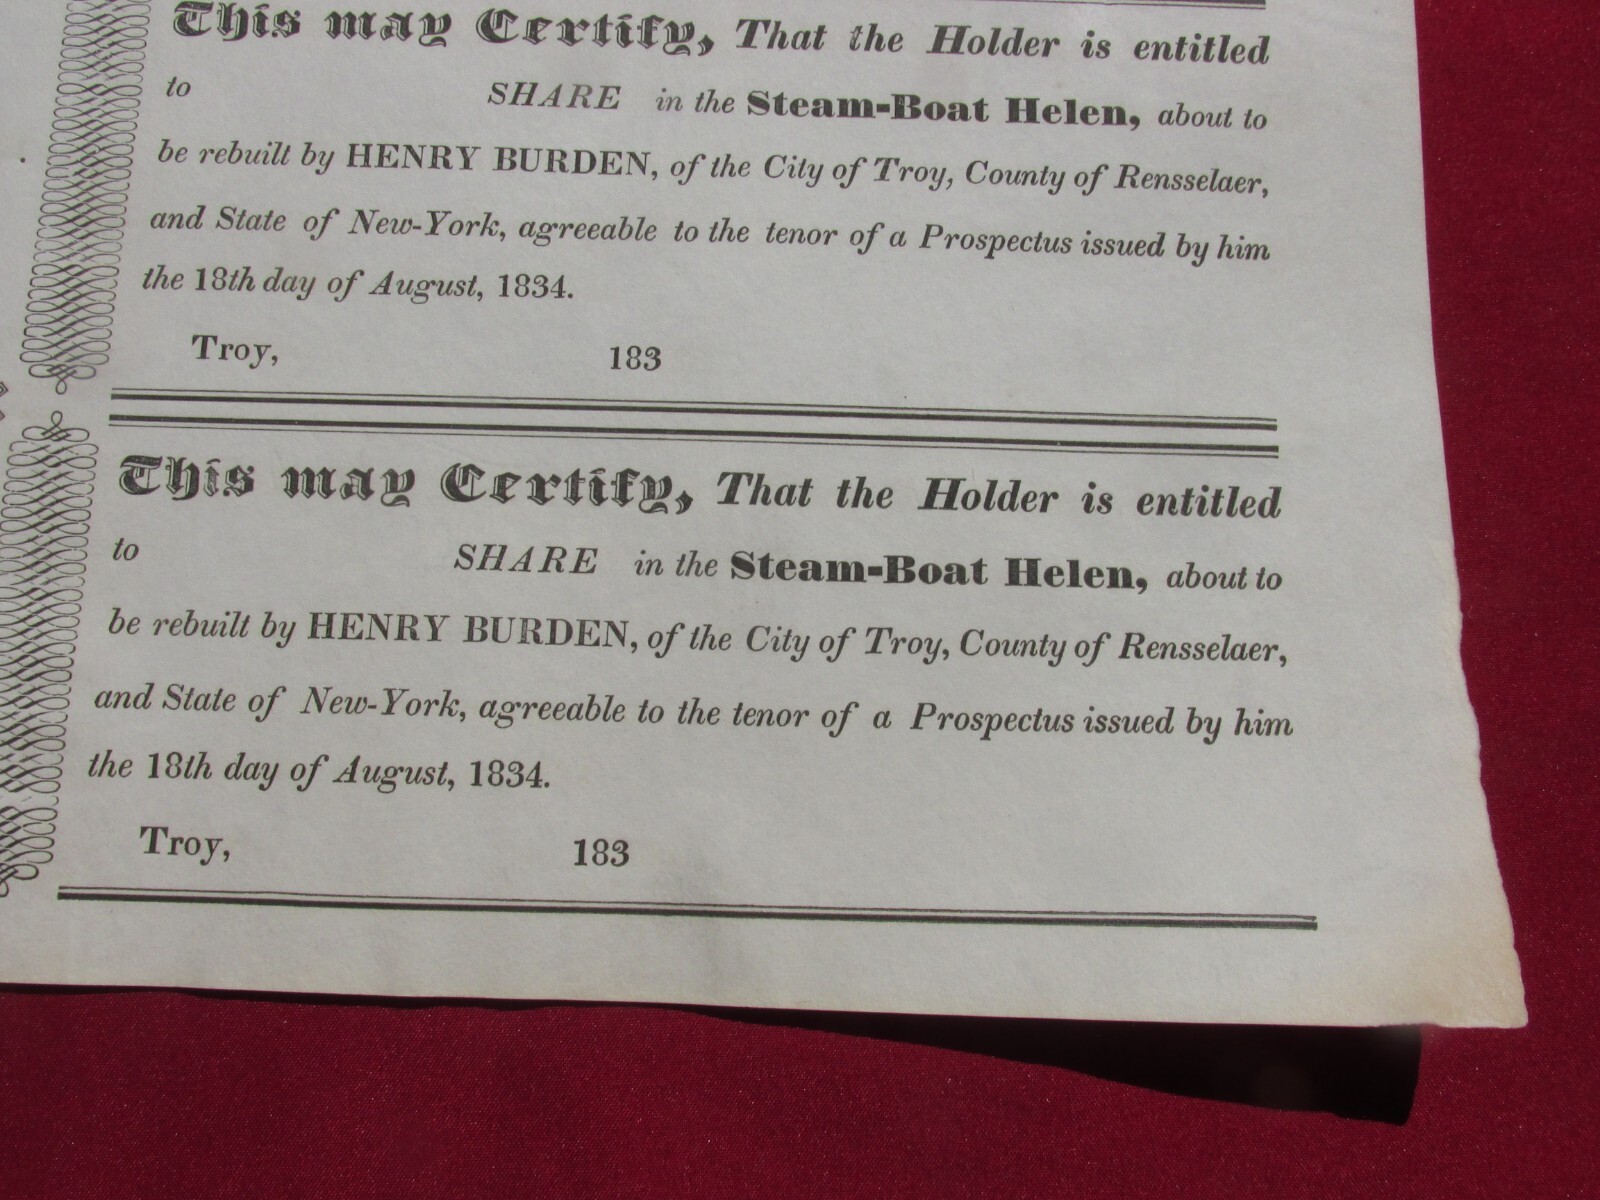 This may Certify, That the Holder is entitled
to SHARE in the Steam-Boat Helen, about to
be rebuilt by HENRY BURDEN, of the City of Troy, County of Rensselaer,
and State of New-York, agreeable to the tenor of a Prospectus issued by him
the 18th day of August, 1834.
Troy, 183
This may Certify, That the Holder is entitled
to SHARE in the Steam-Boat Helen, about to
be rebuilt by HENRY BURDEN, of the City of Troy, County of Rensselaer,
and State of New-York, agreeable to the tenor of a Prospectus issued by him
the 18th day of August, 1834.
Troy, 183